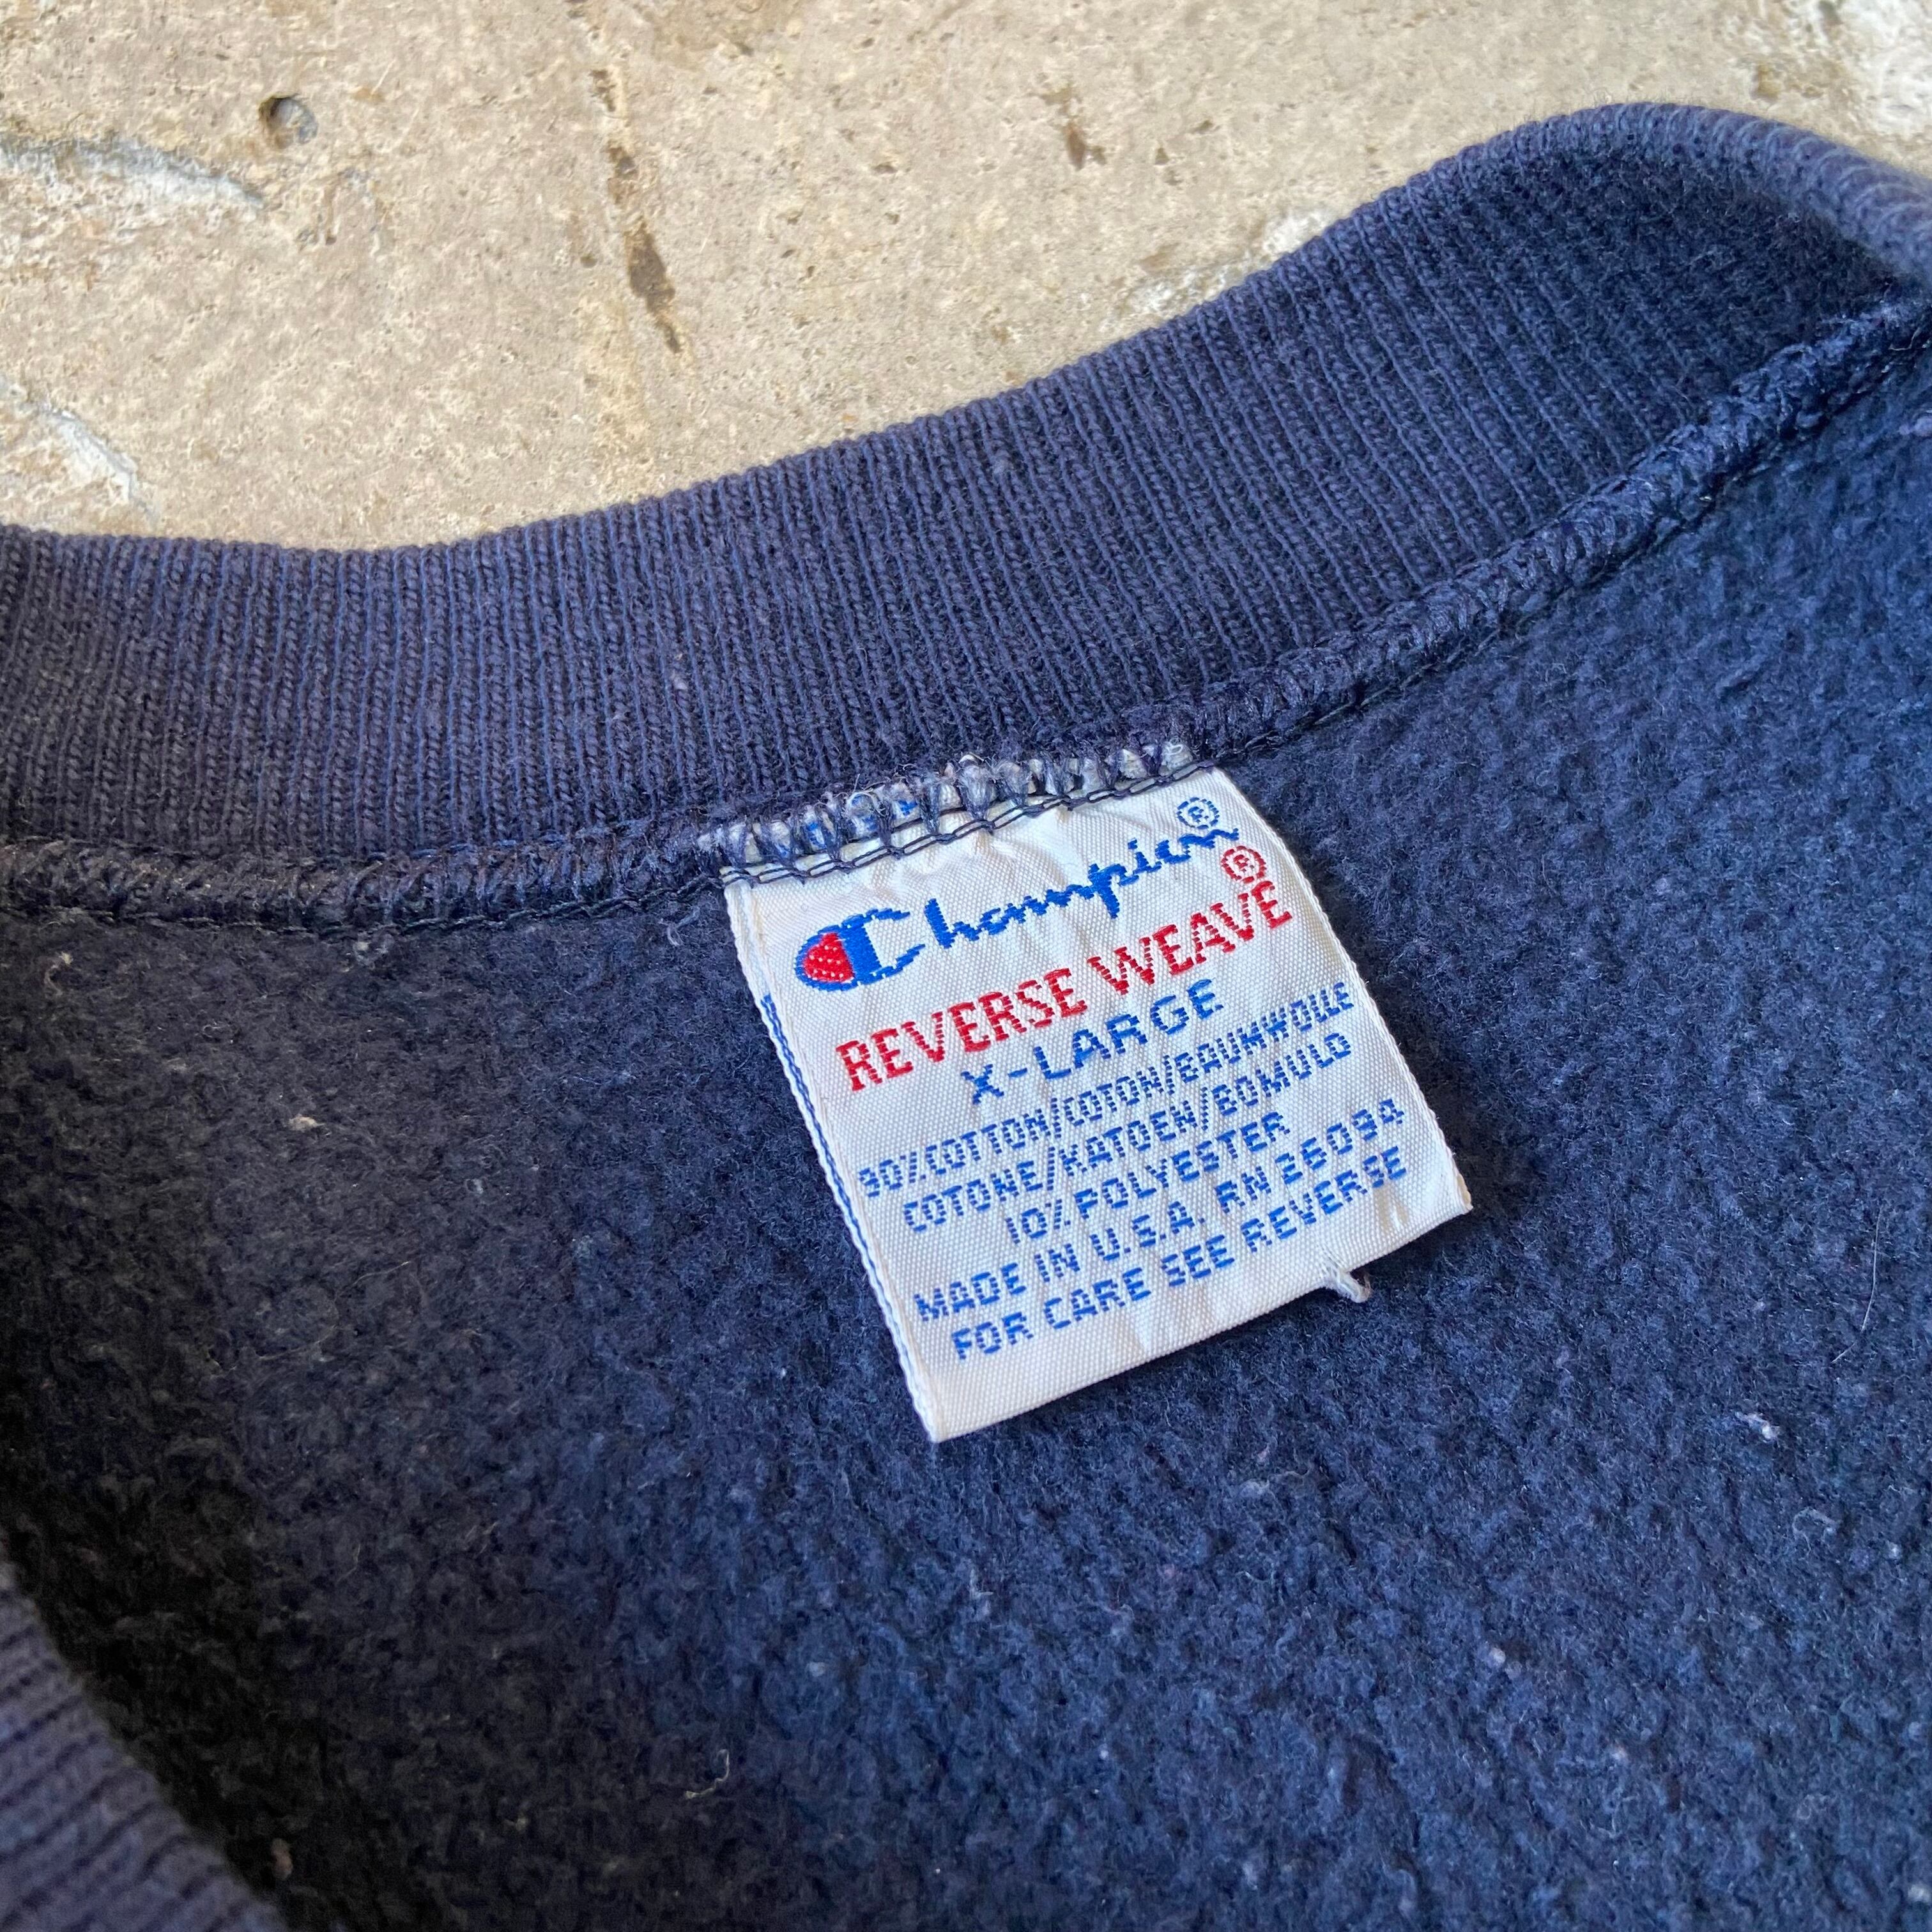 Champion®
REVERSE WEAVE®
X-LARGE
90% COTTON/COTON/BAUMWOLLE
COTONE/KATOEN/BOMULD
10% POLYESTER
MADE IN U.S.A. RN 26094
FOR CARE SEE REVERSE